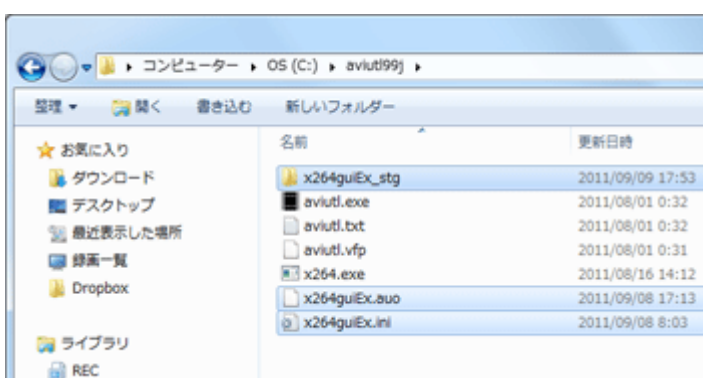 コンピューター ▸ OS (C:) ▸ aviutl99j ▸
整理 ▼ 開く 書き込む 新しいフォルダー
お気に入り
ダウンロード
デスクトップ
最近表示した場所
録画一覧
Dropbox
ライブラリ
REC
名前 更新日時
x264guiEx_stg 2011/09/09 17:53
aviutl.exe 2011/08/01 0:32
aviutl.txt 2011/08/01 0:32
aviutl.vfp 2011/08/01 0:31
x264.exe 2011/08/16 14:12
x264guiEx.auo 2011/09/08 17:13
x264guiEx.ini 2011/09/08 8:03